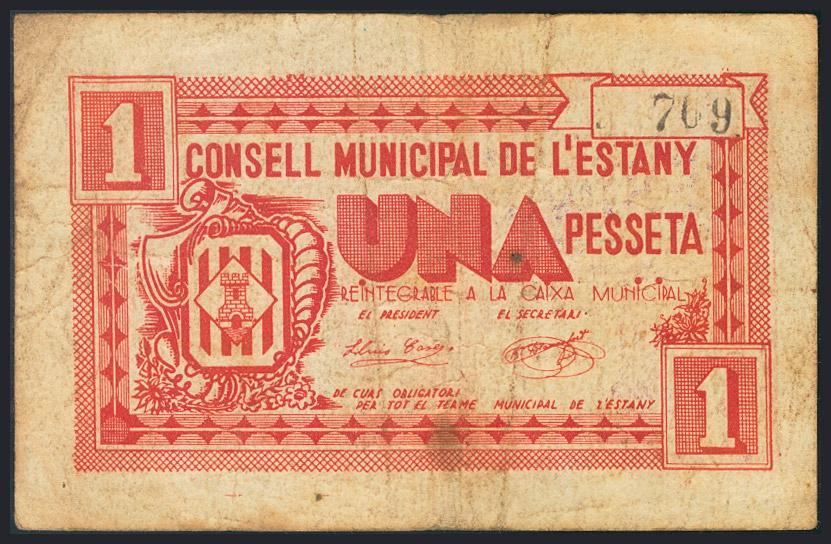 1
769
CONSELL MUNICIPAL DE L'ESTANY
UNA PESSETA
REINTEGRABLE A LA CAIXA MUNICIPAL
EL PRESIDENT EL SECRETARI·
Lluis
DE CURS OBLIGATORI
PER TOT EL TERME MUNICIPAL DE L'ESTANY
1